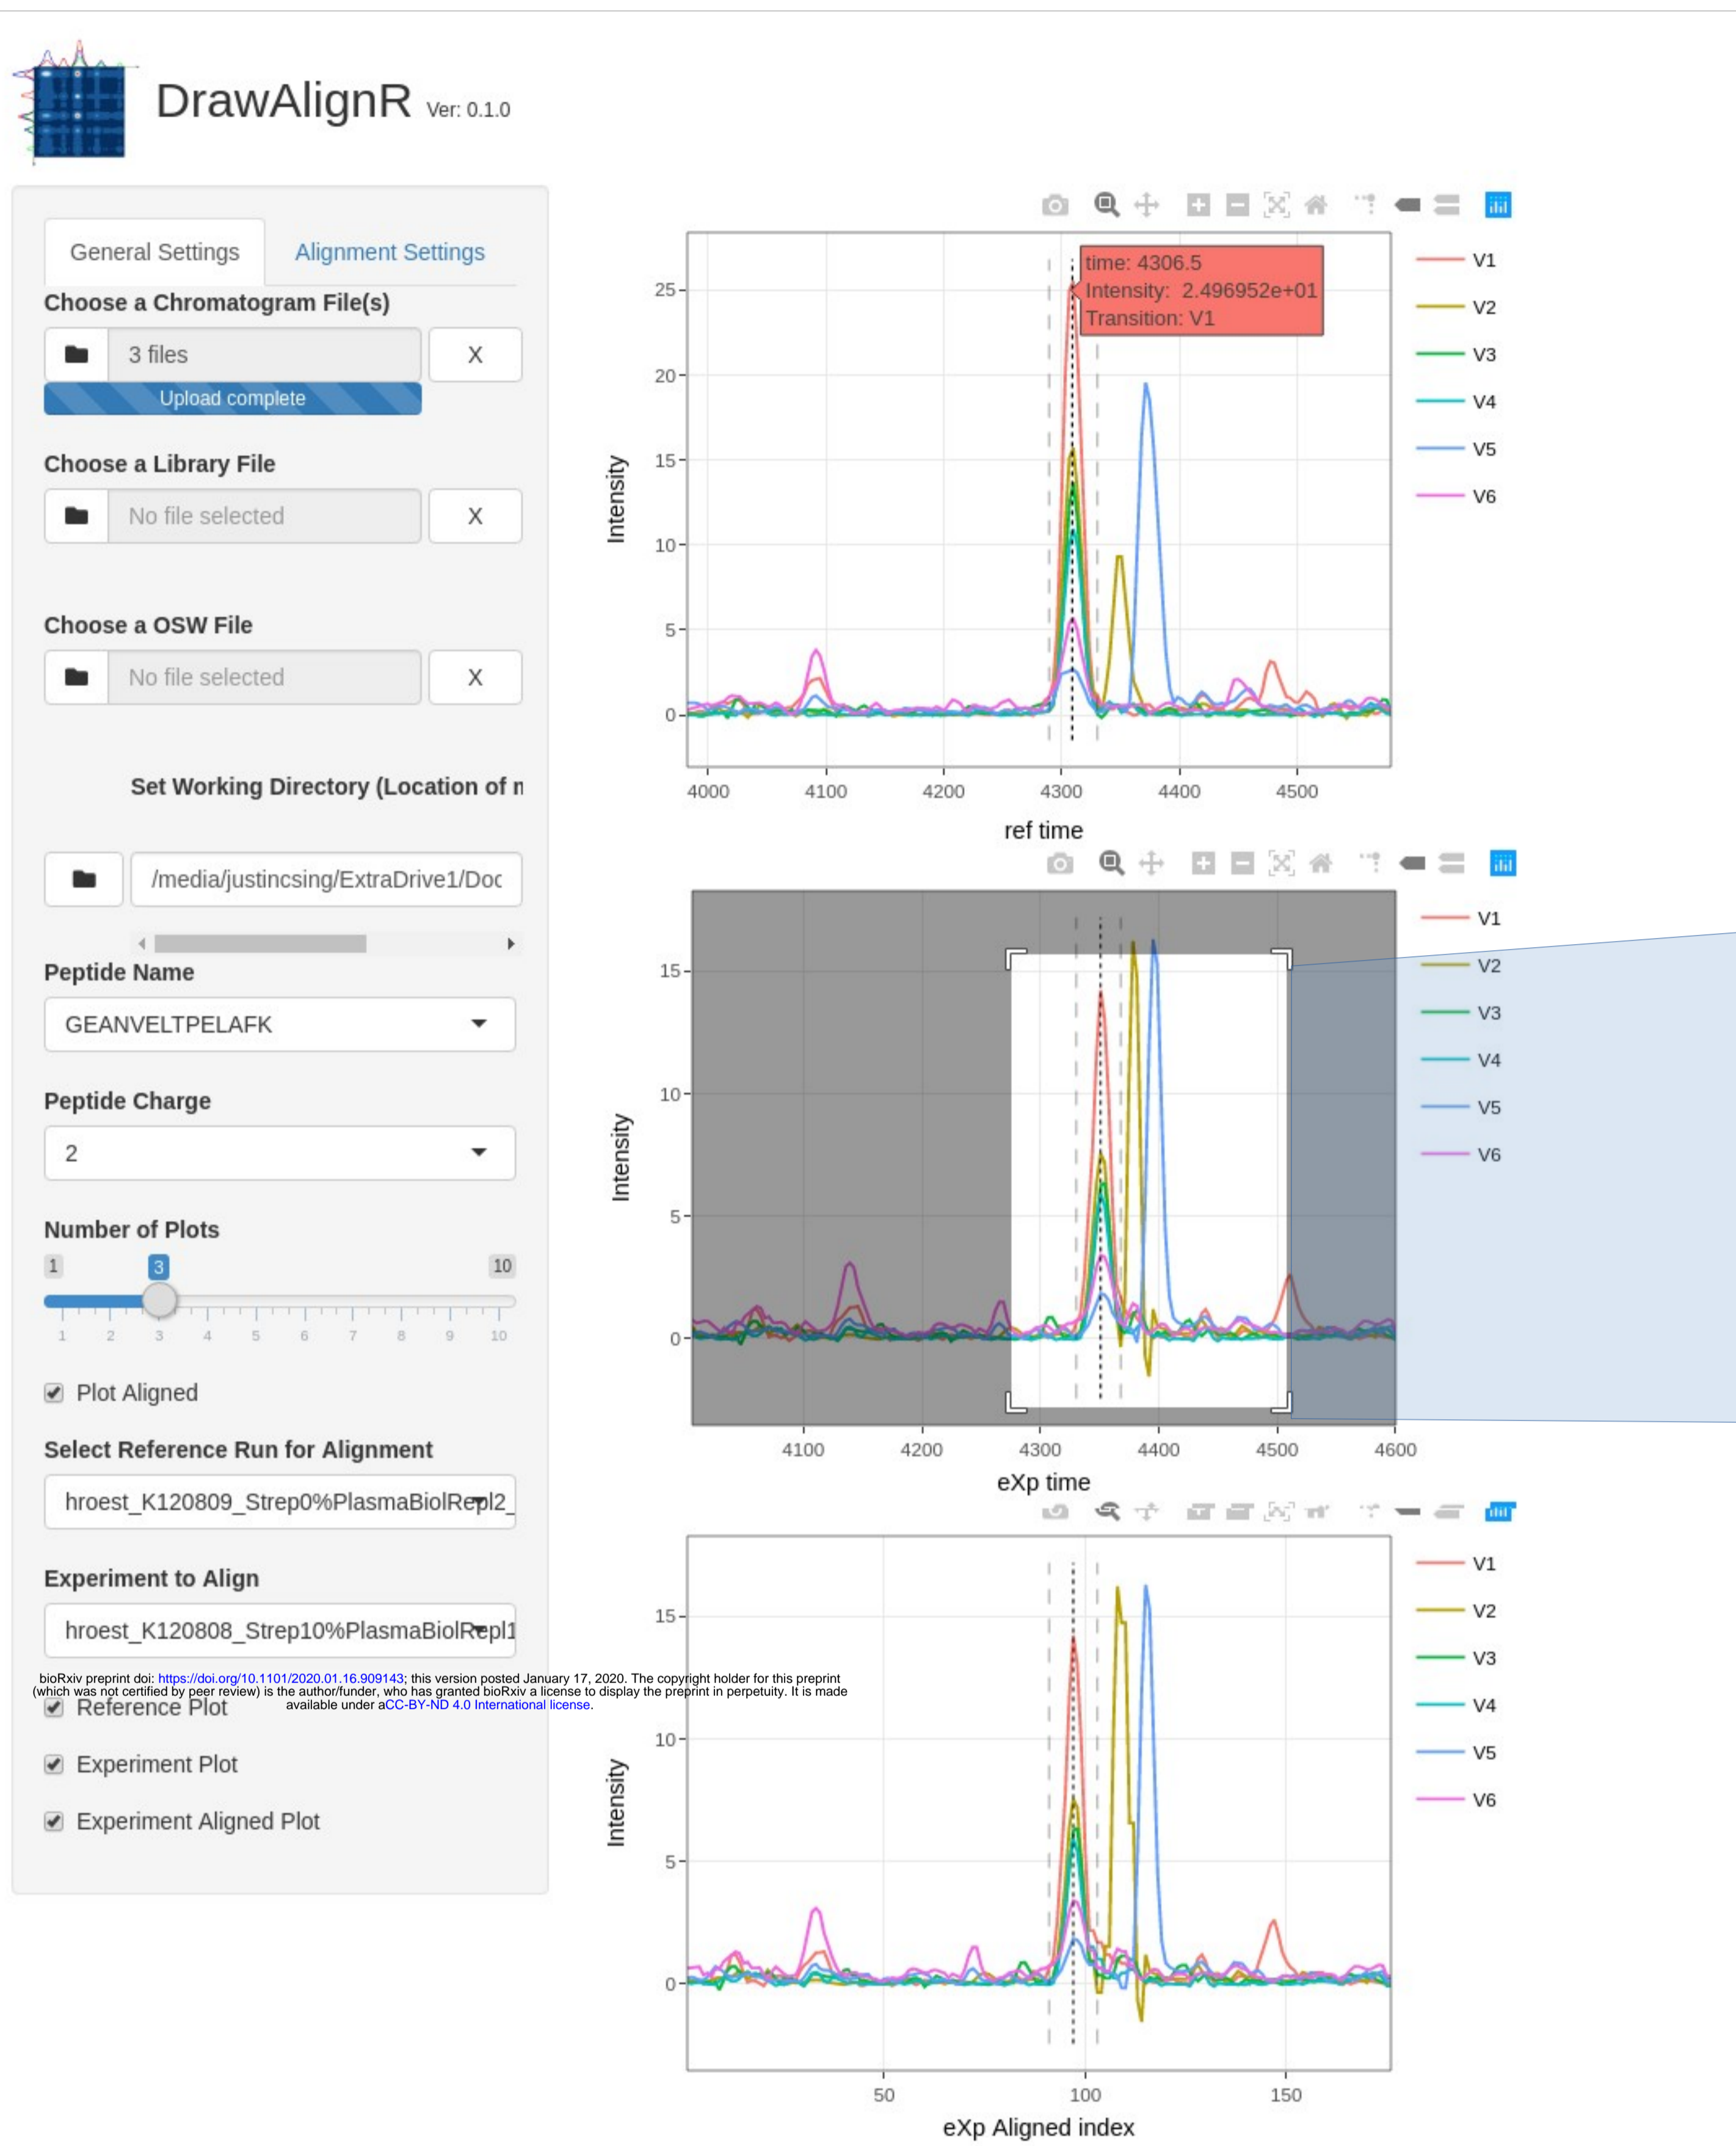 DrawAlignR Ver: 0.1.0
General Settings
Alignment Settings
Choose a Chromatogram File(s)
3 files
X
Upload complete
Choose a Library File
No file selected
X
Choose a OSW File
No file selected
X
Set Working Directory (Location of
/media/justincsing/ExtraDrive1/Doc
Peptide Name
GEANVELTPELAFK
Peptide Charge
2
Number of Plots
1
3
10
1 2 3 4 5 6 7 8 9 10
Plot Aligned
Select Reference Run for Alignment
hroest_K120809_Strep0%PlasmaBiolRepl2_
Experiment to Align
hroest_K120808_Strep10%PlasmaBiolRepl1
bioRxiv preprint doi: https://doi.org/10.1101/2020.01.16.909143; this version posted January 17, 2020. The copyright holder for this preprint
(which was not certified by peer review) is the author/funder, who has granted bioRxiv a license to display the preprint in perpetuity. It is made
available under aCC-BY-ND 4.0 International license.
Reference Plot
Experiment Plot
Experiment Aligned Plot
time: 4306.5
Intensity: 2.496952e+01
Transition: V1
25
20
15
10
5
0
Intensity
4000 4100 4200 4300 4400 4500
ref time
V1
V2
V3
V4
V5
V6
15
10
5
0
Intensity
4100 4200 4300 4400 4500 4600
eXp time
V1
V2
V3
V4
V5
V6
15
10
5
0
Intensity
50 100 150
eXp Aligned index
V1
V2
V3
V4
V5
V6